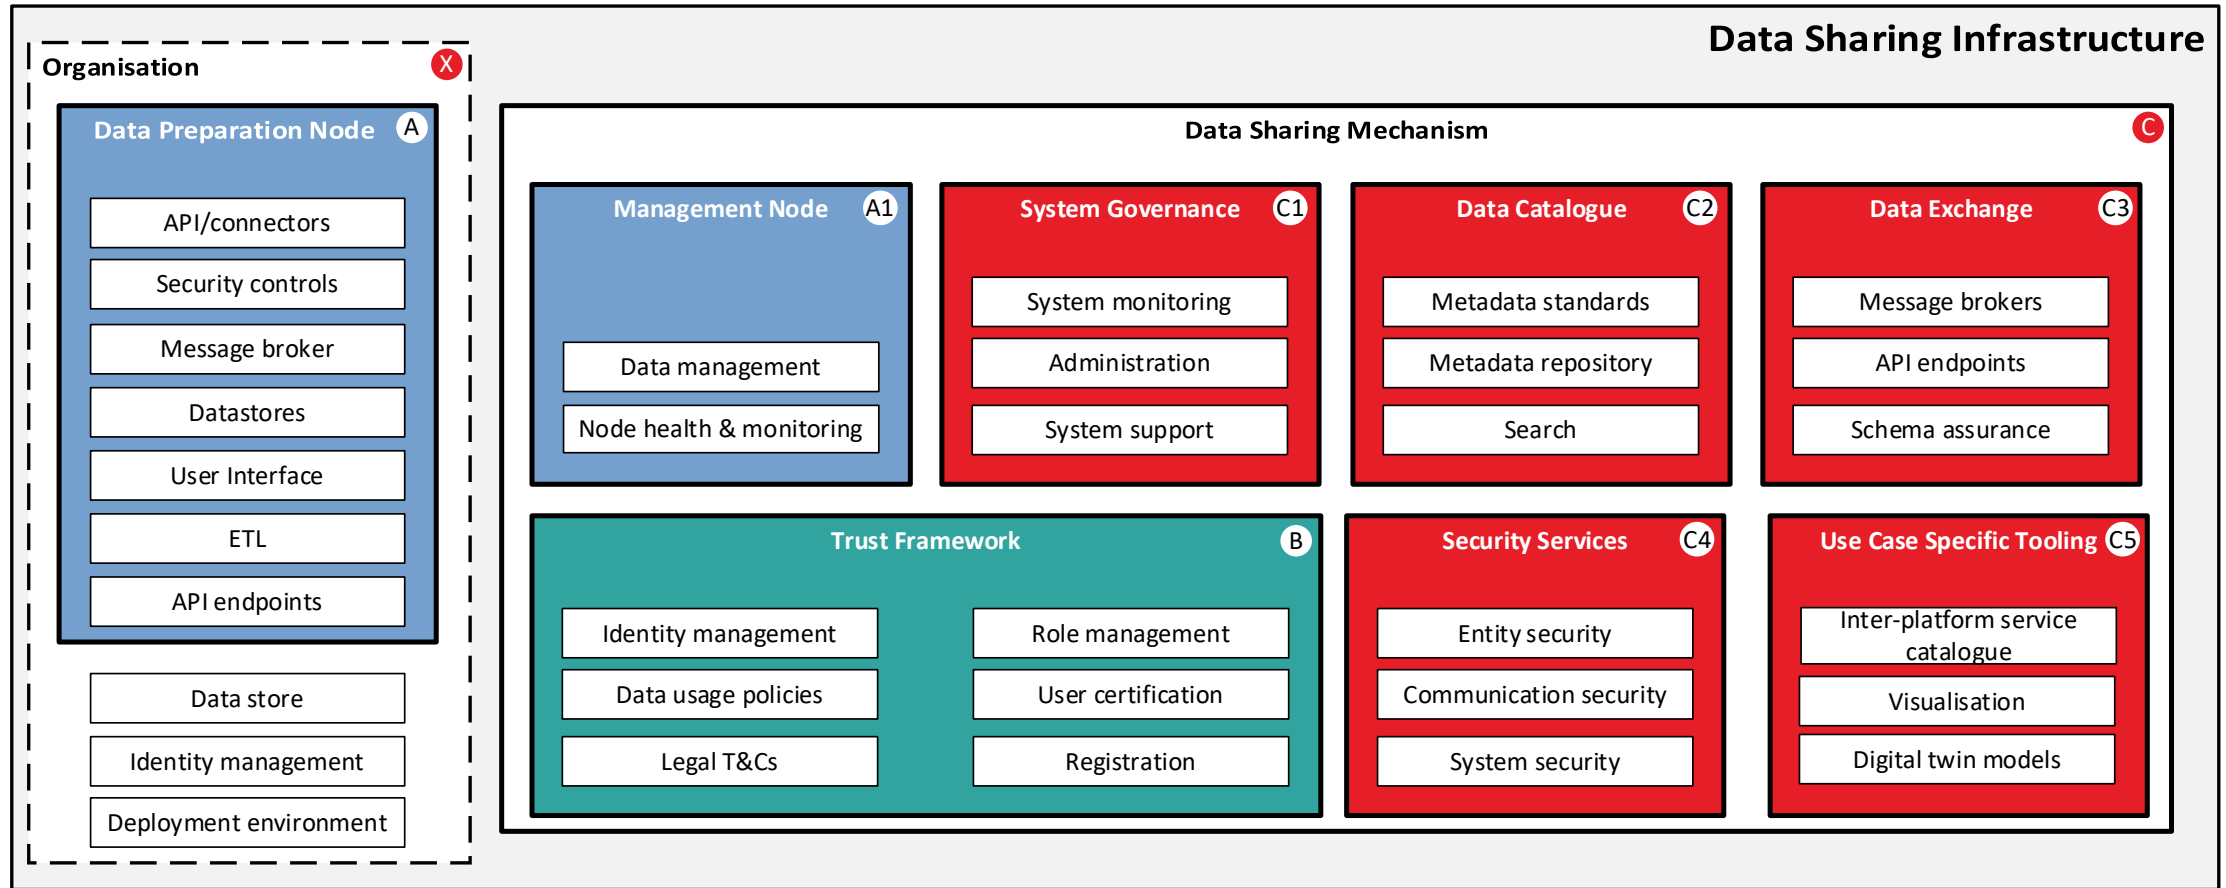 Data Sharing Infrastructure
Organisation X
Data Preparation Node A
API/connectors
Security controls
Message broker
Datastores
User Interface
ETL
API endpoints
Data store
Identity management
Deployment environment
Data Sharing Mechanism C
Management Node A1
Data management
Node health & monitoring
System Governance C1
System monitoring
Administration
System support
Data Catalogue C2
Metadata standards
Metadata repository
Search
Data Exchange C3
Message brokers
API endpoints
Schema assurance
Trust Framework B
Identity management
Data usage policies
Legal T&Cs
Role management
User certification
Registration
Security Services C4
Entity security
Communication security
System security
Use Case Specific Tooling C5
Inter-platform service
catalogue
Visualisation
Digital twin models